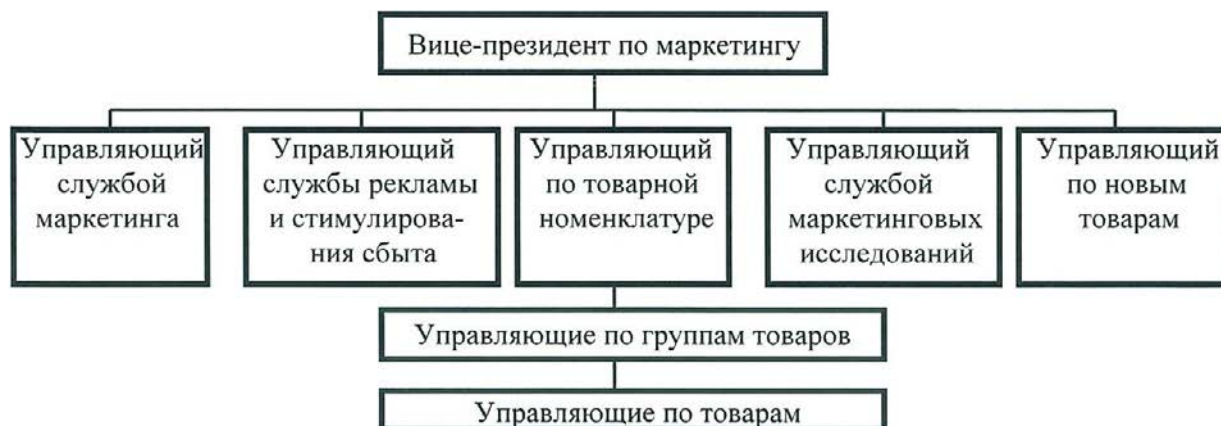 Вице-президент по маркетингу
Управляющий
службой
маркетинга
Управляющий
службы рекламы
и стимулирова-
ния сбыта
Управляющий
по товарной
номенклатуре
Управляющий
службой
маркетинговых
исследований
Управляющий
по новым
товарам
Управляющие по группам товаров
Управляющие по товарам